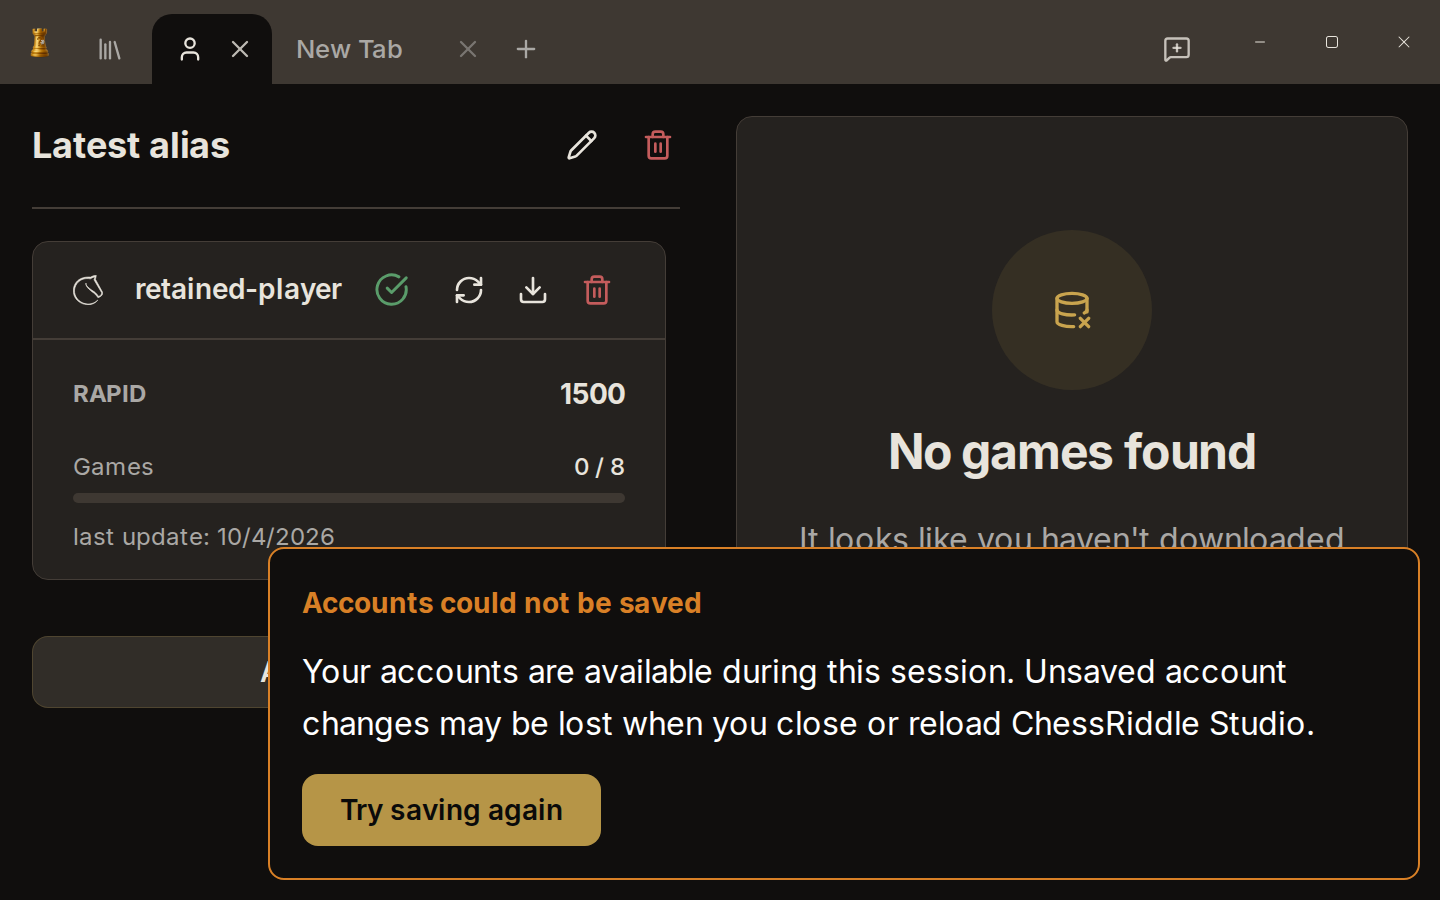 New Tab
Latest alias
retained-player
RAPID
1500
Games
0 / 8
last update: 10/4/2026
No games found
It looks like you haven't downloaded
Accounts could not be saved
Your accounts are available during this session. Unsaved account
changes may be lost when you close or reload ChessRiddle Studio.
Try saving again